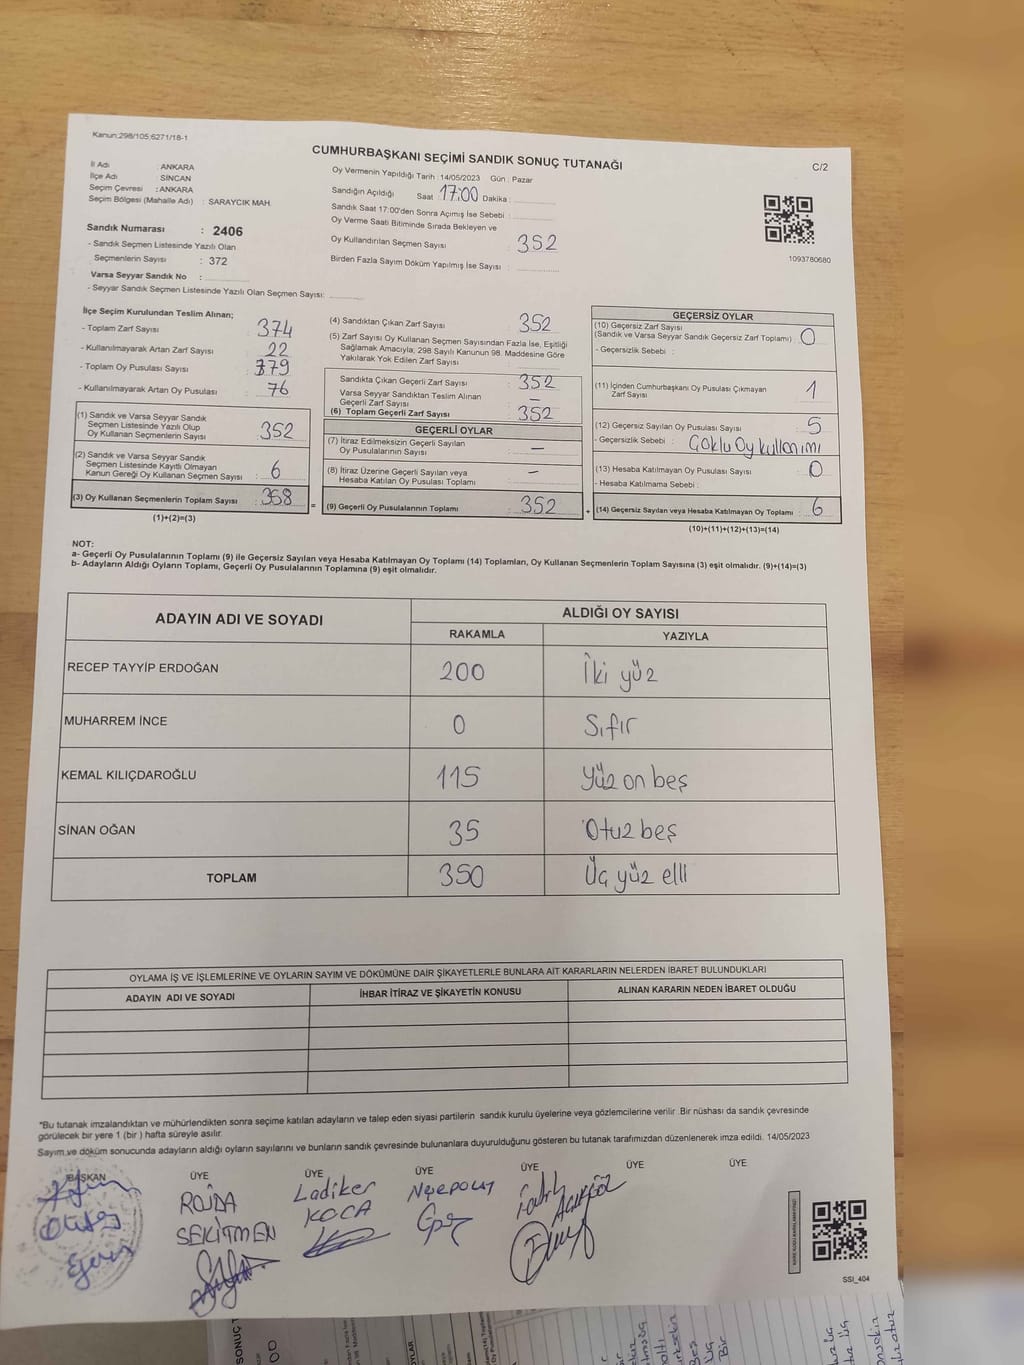 Kanun:298/105;6271/18-1
CUMHURBAŞKANI SEÇİMİ SANDIK SONUÇ TUTANAĞI
C/2
İl Adı : ANKARA
İlçe Adı : SİNCAN
Seçim Çevresi : ANKARA
Seçim Bölgesi (Mahalle Adı) : SARAYCIK MAH.
Sandık Numarası : 2406
- Sandık Seçmen Listesinde Yazılı Olan
Seçmenlerin Sayısı : 372
Varsa Seyyar Sandık No :
- Seyyar Sandık Seçmen Listesinde Yazılı Olan Seçmen Sayısı:
Oy Vermenin Yapıldığı Tarih : 14/05/2023 Gün : Pazar
Sandığın Açıldığı Saat 17:00 Dakika :
Sandık Saat 17:00'den Sonra Açımış İse Sebebi :
Oy Verme Saati Bitiminde Sırada Bekleyen ve
Oy Kullandırılan Seçmen Sayısı : 352
Birden Fazla Sayım Döküm Yapılmış İse Sayısı :
1093780680
İlçe Seçim Kurulundan Teslim Alınan;
- Toplam Zarf Sayısı : 374
- Kullanılmayarak Artan Zarf Sayısı : 22
- Toplam Oy Pusulası Sayısı : 379
- Kullanılmayarak Artan Oy Pusulası : 76
(1) Sandık ve Varsa Seyyar Sandık
Seçmen Listesinde Yazılı Olup
Oy Kullanan Seçmenlerin Sayısı : 352
(2) Sandık ve Varsa Seyyar Sandık
Seçmen Listesinde Kayıtlı Olmayan
Kanun Gereği Oy Kullanan Seçmen Sayısı : 6
(3) Oy Kullanan Seçmenlerin Toplam Sayısı : 358
(1)+(2)=(3)
=
(4) Sandıktan Çıkan Zarf Sayısı : 352
(5) Zarf Sayısı Oy Kullanan Seçmen Sayısından Fazla İse, Eşitliği
Sağlamak Amacıyla; 298 Sayılı Kanunun 98. Maddesine Göre
Yakılarak Yok Edilen Zarf Sayısı :
Sandıkta Çıkan Geçerli Zarf Sayısı : 352
Varsa Seyyar Sandıktan Teslim Alınan
Geçerli Zarf Sayısı : –
(6) Toplam Geçerli Zarf Sayısı : 352
GEÇERLİ OYLAR
(7) İtiraz Edilmeksizin Geçerli Sayılan
Oy Pusulalarının Sayısı : –
(8) İtiraz Üzerine Geçerli Sayılan veya
Hesaba Katılan Oy Pusulası Toplamı : –
(9) Geçerli Oy Pusulalarının Toplamı : 352
+
GEÇERSİZ OYLAR
(10) Geçersiz Zarf Sayısı
(Sandık ve Varsa Seyyar Sandık Geçersiz Zarf Toplamı) : 0
- Geçersizlik Sebebi :
(11) İçinden Cumhurbaşkanı Oy Pusulası Çıkmayan
Zarf Sayısı : 1
(12) Geçersiz Sayılan Oy Pusulası Sayısı : 5
- Geçersizlik Sebebi : Çoklu Oy kullanımı
(13) Hesaba Katılmayan Oy Pusulası Sayısı : 0
- Hesaba Katılmama Sebebi :
(14) Geçersiz Sayılan veya Hesaba Katılmayan Oy Toplamı : 6
(10)+(11)+(12)+(13)=(14)
NOT:
a- Geçerli Oy Pusulalarının Toplamı (9) ile Geçersiz Sayılan veya Hesaba Katılmayan Oy Toplamı (14) Toplamları, Oy Kullanan Seçmenlerin Toplam Sayısına (3) eşit olmalıdır. (9)+(14)=(3)
b- Adayların Aldığı Oyların Toplamı, Geçerli Oy Pusulalarının Toplamına (9) eşit olmalıdır.
ADAYIN ADI VE SOYADI
ALDIĞI OY SAYISI
RAKAMLA YAZIYLA
RECEP TAYYİP ERDOĞAN 200 İki yüz
MUHARREM İNCE 0 Sıfır
KEMAL KILIÇDAROĞLU 115 Yüz on beş
SİNAN OĞAN 35 Otuz beş
TOPLAM 350 Üç yüz elli
OYLAMA İŞ VE İŞLEMLERİNE VE OYLARIN SAYIM VE DÖKÜMÜNE DAİR ŞİKAYETLERLE BUNLARA AİT KARARLARIN NELERDEN İBARET BULUNDUKLARI
ADAYIN ADI VE SOYADI İHBAR İTİRAZ VE ŞİKAYETİN KONUSU ALINAN KARARIN NEDEN İBARET OLDUĞU
*Bu tutanak imzalandıktan ve mühürlendikten sonra seçime katılan adayların ve talep eden siyasi partilerin sandık kurulu üyelerine veya gözlemcilerine verilir. Bir nüshası da sandık çevresinde
görülecek bir yere 1 (bir) hafta süreyle asılır.
Sayım ve döküm sonucunda adayların aldığı oyların sayılarını ve bunların sandık çevresinde bulunanlara duyurulduğunu gösteren bu tutanak tarafımızdan düzenlenerek imza edildi. 14/05/2023
BAŞKAN ÜYE ÜYE ÜYE ÜYE ÜYE ÜYE
ROJDA
SEKİTMEN
Ladiker
KOCA
Fatih
AÇIKGÖZ
SSI_404